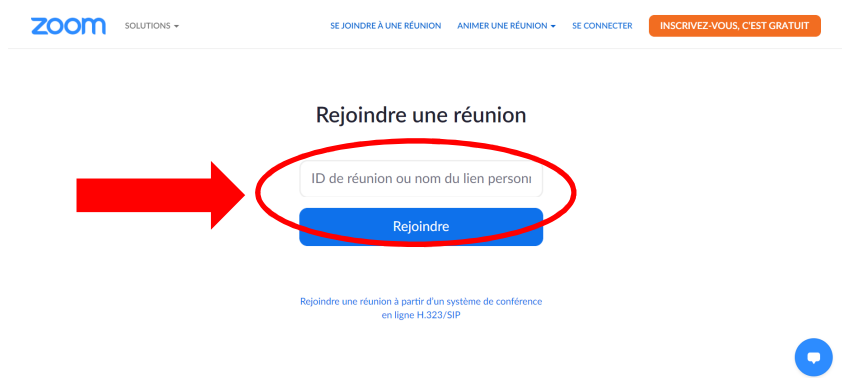 zoom SOLUTIONS SE JOINDRE À UNE RÉUNION ANIMER UNE RÉUNION SE CONNECTER INSCRIVEZ-VOUS, C'EST GRATUIT
Rejoindre une réunion
ID de réunion ou nom du lien person
Rejoindre
Rejoindre une réunion à partir d'un système de conférence
en ligne H.323/SIP